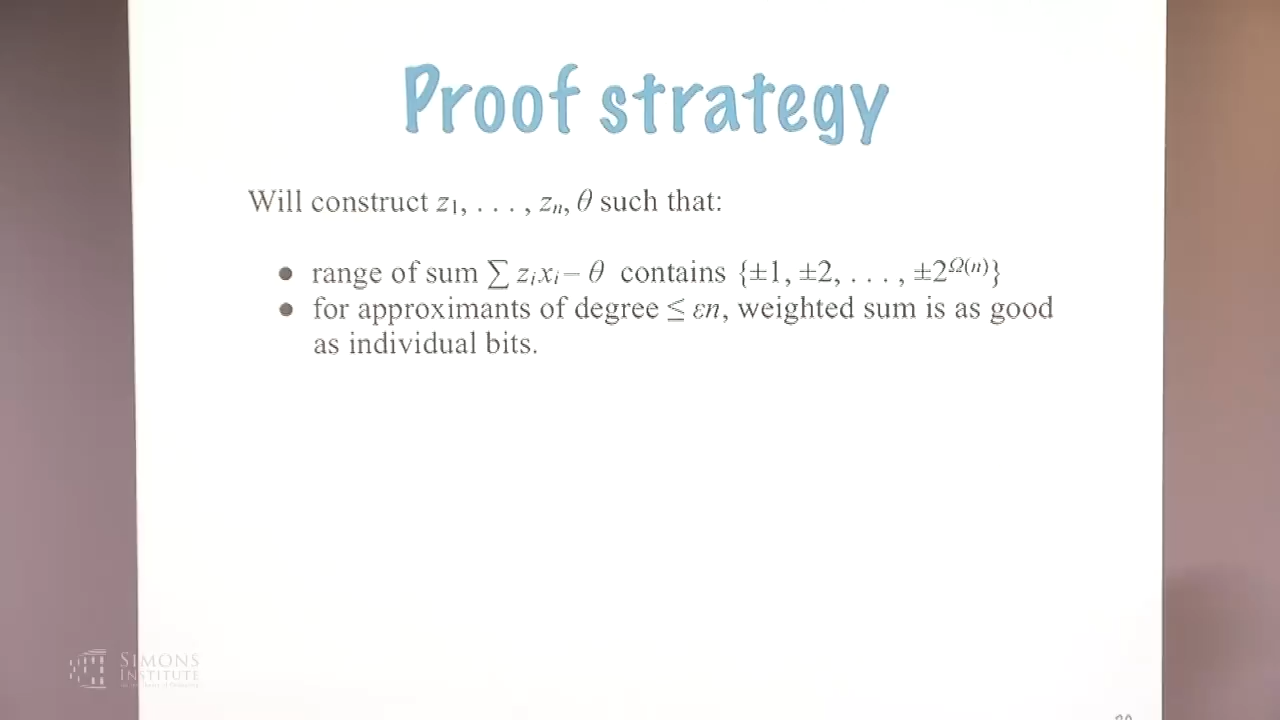 Proof strategy
Will construct z₁, . . . , zₙ, θ such that:
● range of sum ∑ zᵢxᵢ – θ contains {±1, ±2, . . . , ±2^Ω(n)}
● for approximants of degree ≤ εn, weighted sum is as good
as individual bits.
SIMONS
INSTITUTE